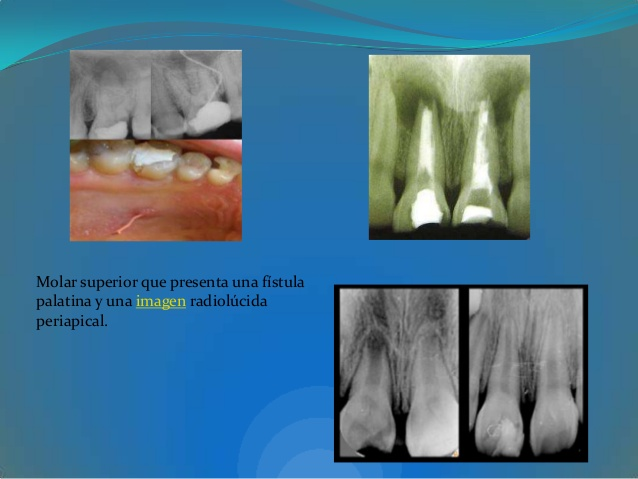 Molar superior que presenta una fístula
palatina y una imagen radiolúcida
periapical.